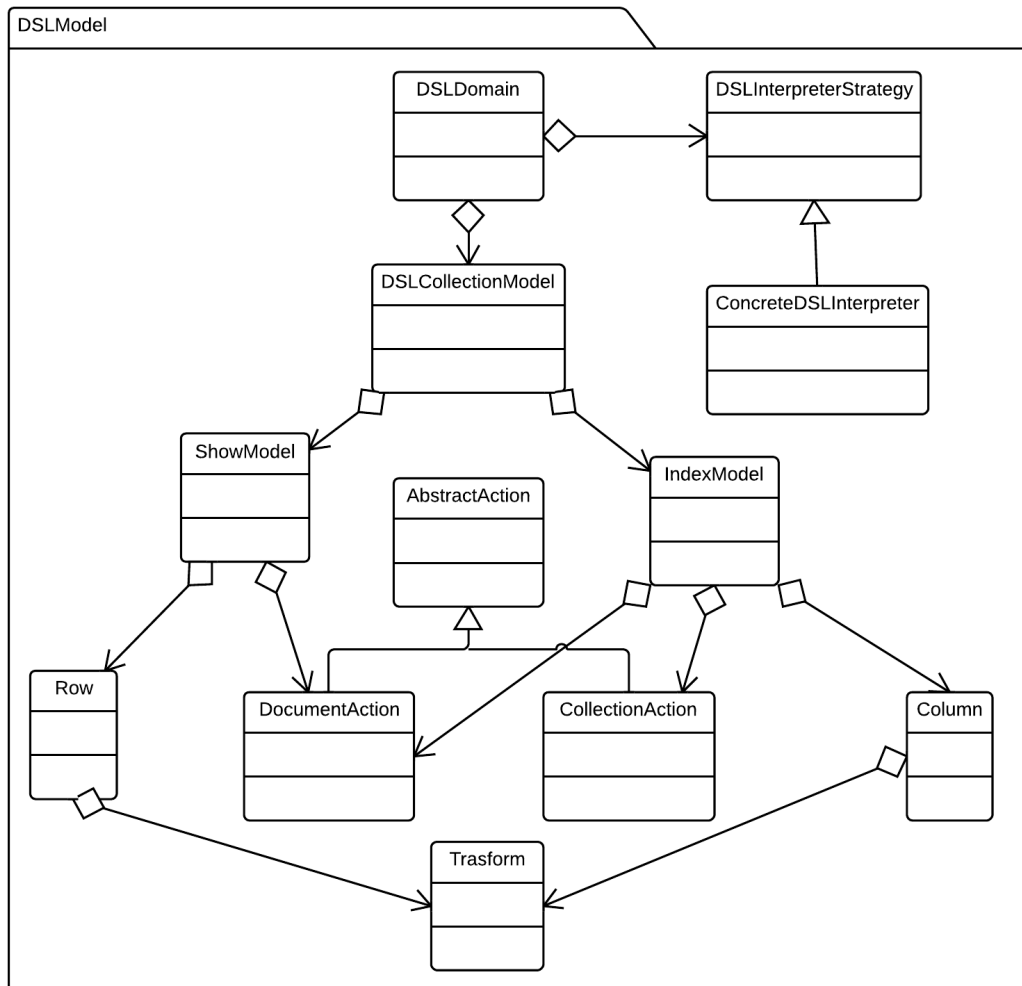 DSLModel
DSLDomain
DSLInterpreterStrategy
DSLCollectionModel
ConcreteDSLInterpreter
ShowModel
AbstractAction
IndexModel
Row
DocumentAction
CollectionAction
Column
Trasform